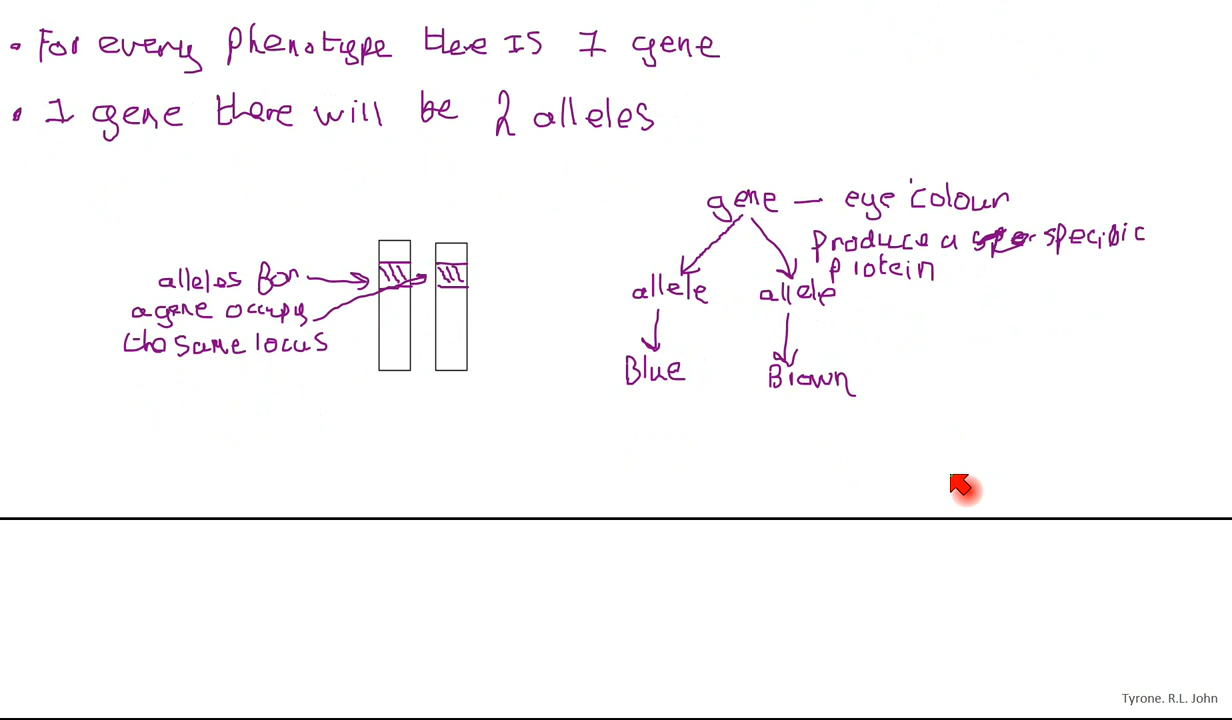 • For every phenotype there is 1 gene
• 1 gene there will be 2 alleles
gene — eye colour
produce a specific
protein
alleles for
a gene occupy
the same locus
allele
allele
Blue
Brown
Tyrone. R.L. John